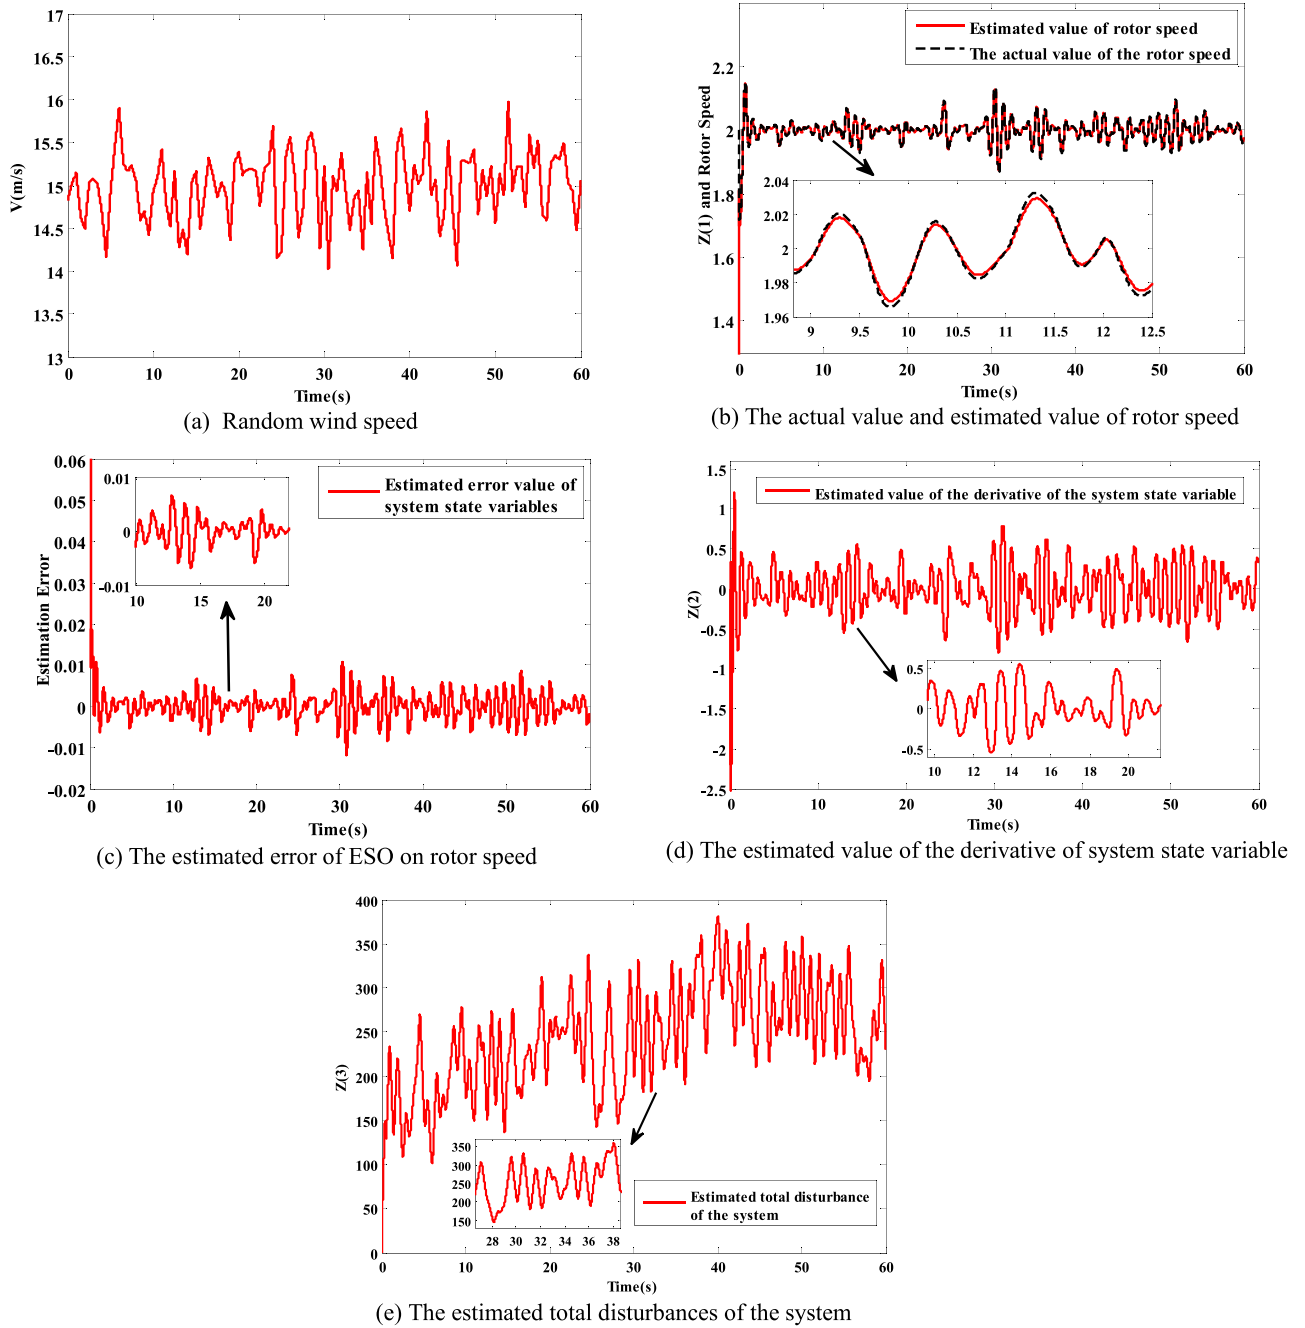 17
16.5
16
15.5
15
14.5
14
13.5
13
V(m/s)
0 10 20 30 40 50 60
Time(s)
(a) Random wind speed
Estimated value of rotor speed
The actual value of the rotor speed
2.2
2
1.8
1.6
1.4
Z(1) and Rotor Speed
2.04
2.02
2
1.98
1.96
9 9.5 10 10.5 11 11.5 12 12.5
0 10 20 30 40 50 60
Time(s)
(b) The actual value and estimated value of rotor speed
0.06
0.05
0.04
0.03
0.02
0.01
0
-0.01
-0.02
Estimation Error
0.01
0
-0.01
10 15 20
Estimated error value of
system state variables
0 10 20 30 40 50 60
Time(s)
(c) The estimated error of ESO on rotor speed
1.5
1
0.5
0
-0.5
-1
-1.5
-2
-2.5
Z(2)
Estimated value of the derivative of the system state variable
0.5
0
-0.5
10 12 14 16 18 20
0 10 20 30 40 50 60
Time(s)
(d) The estimated value of the derivative of system state variable
400
350
300
250
200
150
100
50
0
Z(3)
350
300
250
200
150
28 30 32 34 36 38
Estimated total disturbance
of the system
0 10 20 30 40 50 60
Time(s)
(e) The estimated total disturbances of the system